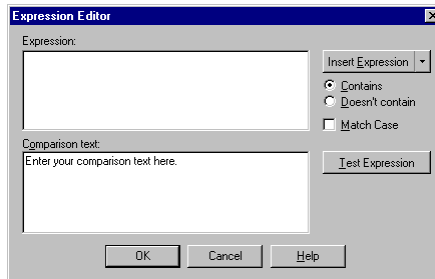 Expression Editor
Expression:
Insert Expression
Contains
Doesn't contain
Match Case
Comparison text:
Enter your comparison text here.
Test Expression
OK
Cancel
Help